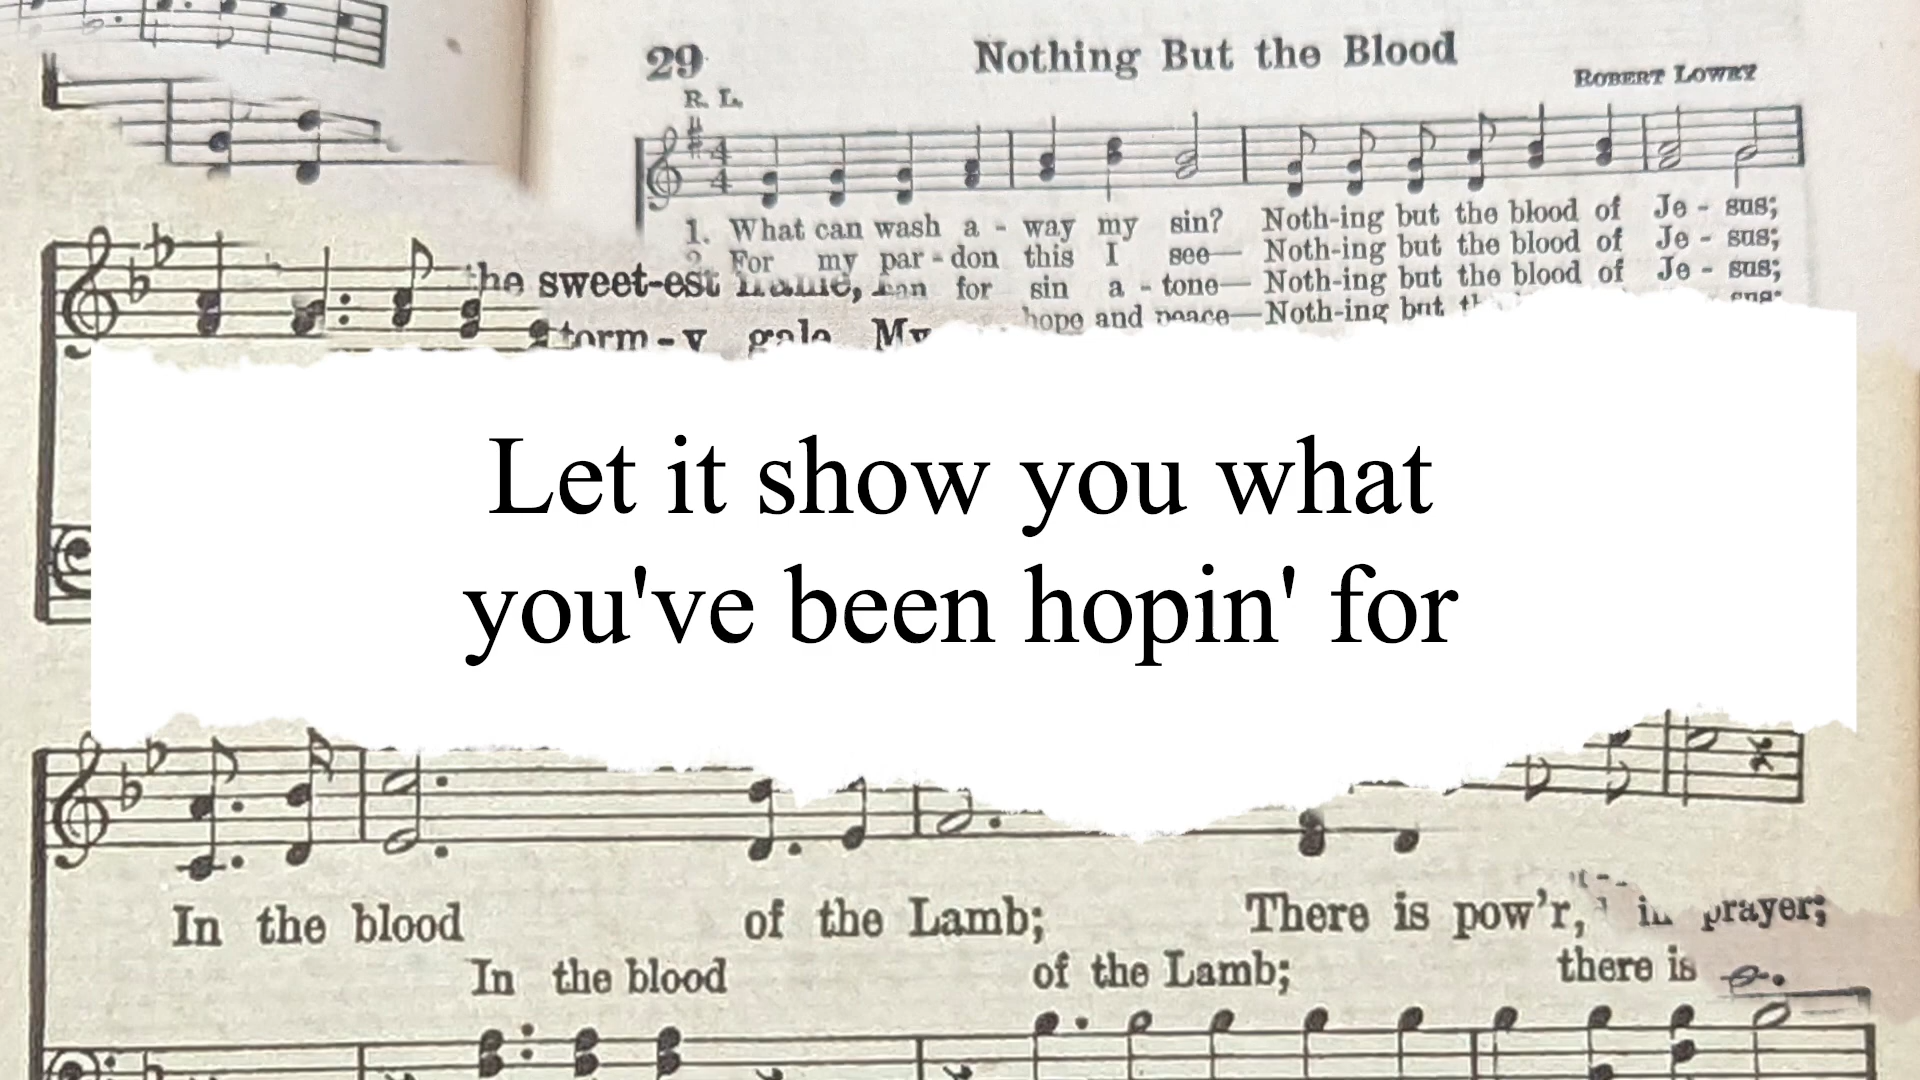 29 Nothing But the Blood
R. L. ROBERT LOWRY
1. What can wash a - way my sin? Noth-ing but the blood of Je - sus;
For my par - don this I see— Noth-ing but the blood of Je - sus;
the sweet-est for sin a - tone— Noth-ing but the blood of Je - sus;
hope and peace—Noth-ing but
My
Let it show you what
you've been hopin' for
In the blood of the Lamb; There is pow'r, in prayer;
In the blood of the Lamb; there is